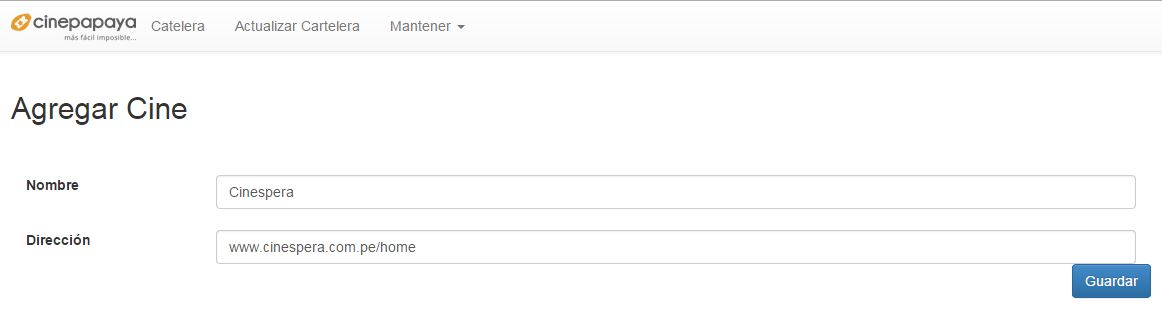 cinepapaya Catelera Actualizar Cartelera Mantener
más fácil imposible...
Agregar Cine
Nombre Cinespera
Dirección www.cinespera.com.pe/home
Guardar